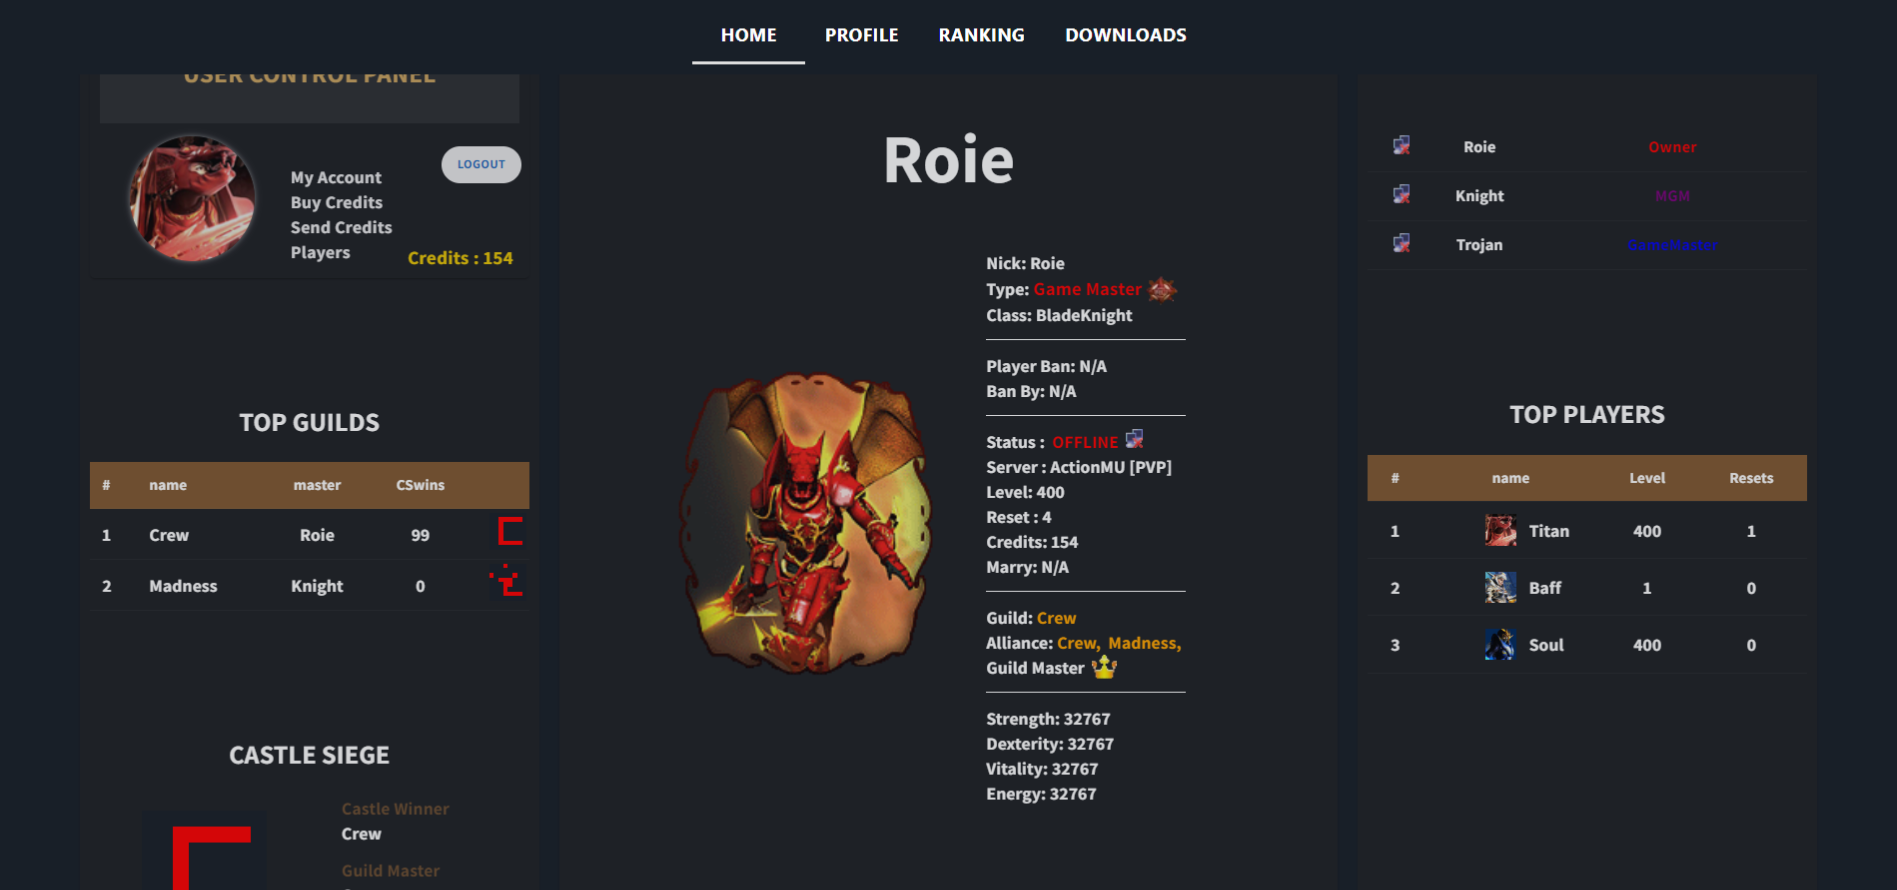 HOME PROFILE RANKING DOWNLOADS
USER CONTROL PANEL
LOGOUT
My Account
Buy Credits
Send Credits
Players
Credits : 154
TOP GUILDS
# name master CSwins
1 Crew Roie 99
2 Madness Knight 0
CASTLE SIEGE
Castle Winner
Crew
Guild Master
Roie
Nick: Roie
Type: Game Master
Class: BladeKnight
Player Ban: N/A
Ban By: N/A
Status : OFFLINE
Server : ActionMU [PVP]
Level: 400
Reset : 4
Credits: 154
Marry: N/A
Guild: Crew
Alliance: Crew, Madness,
Guild Master
Strength: 32767
Dexterity: 32767
Vitality: 32767
Energy: 32767
Roie Owner
Knight MGM
Trojan GameMaster
TOP PLAYERS
# name Level Resets
1 Titan 400 1
2 Baff 1 0
3 Soul 400 0